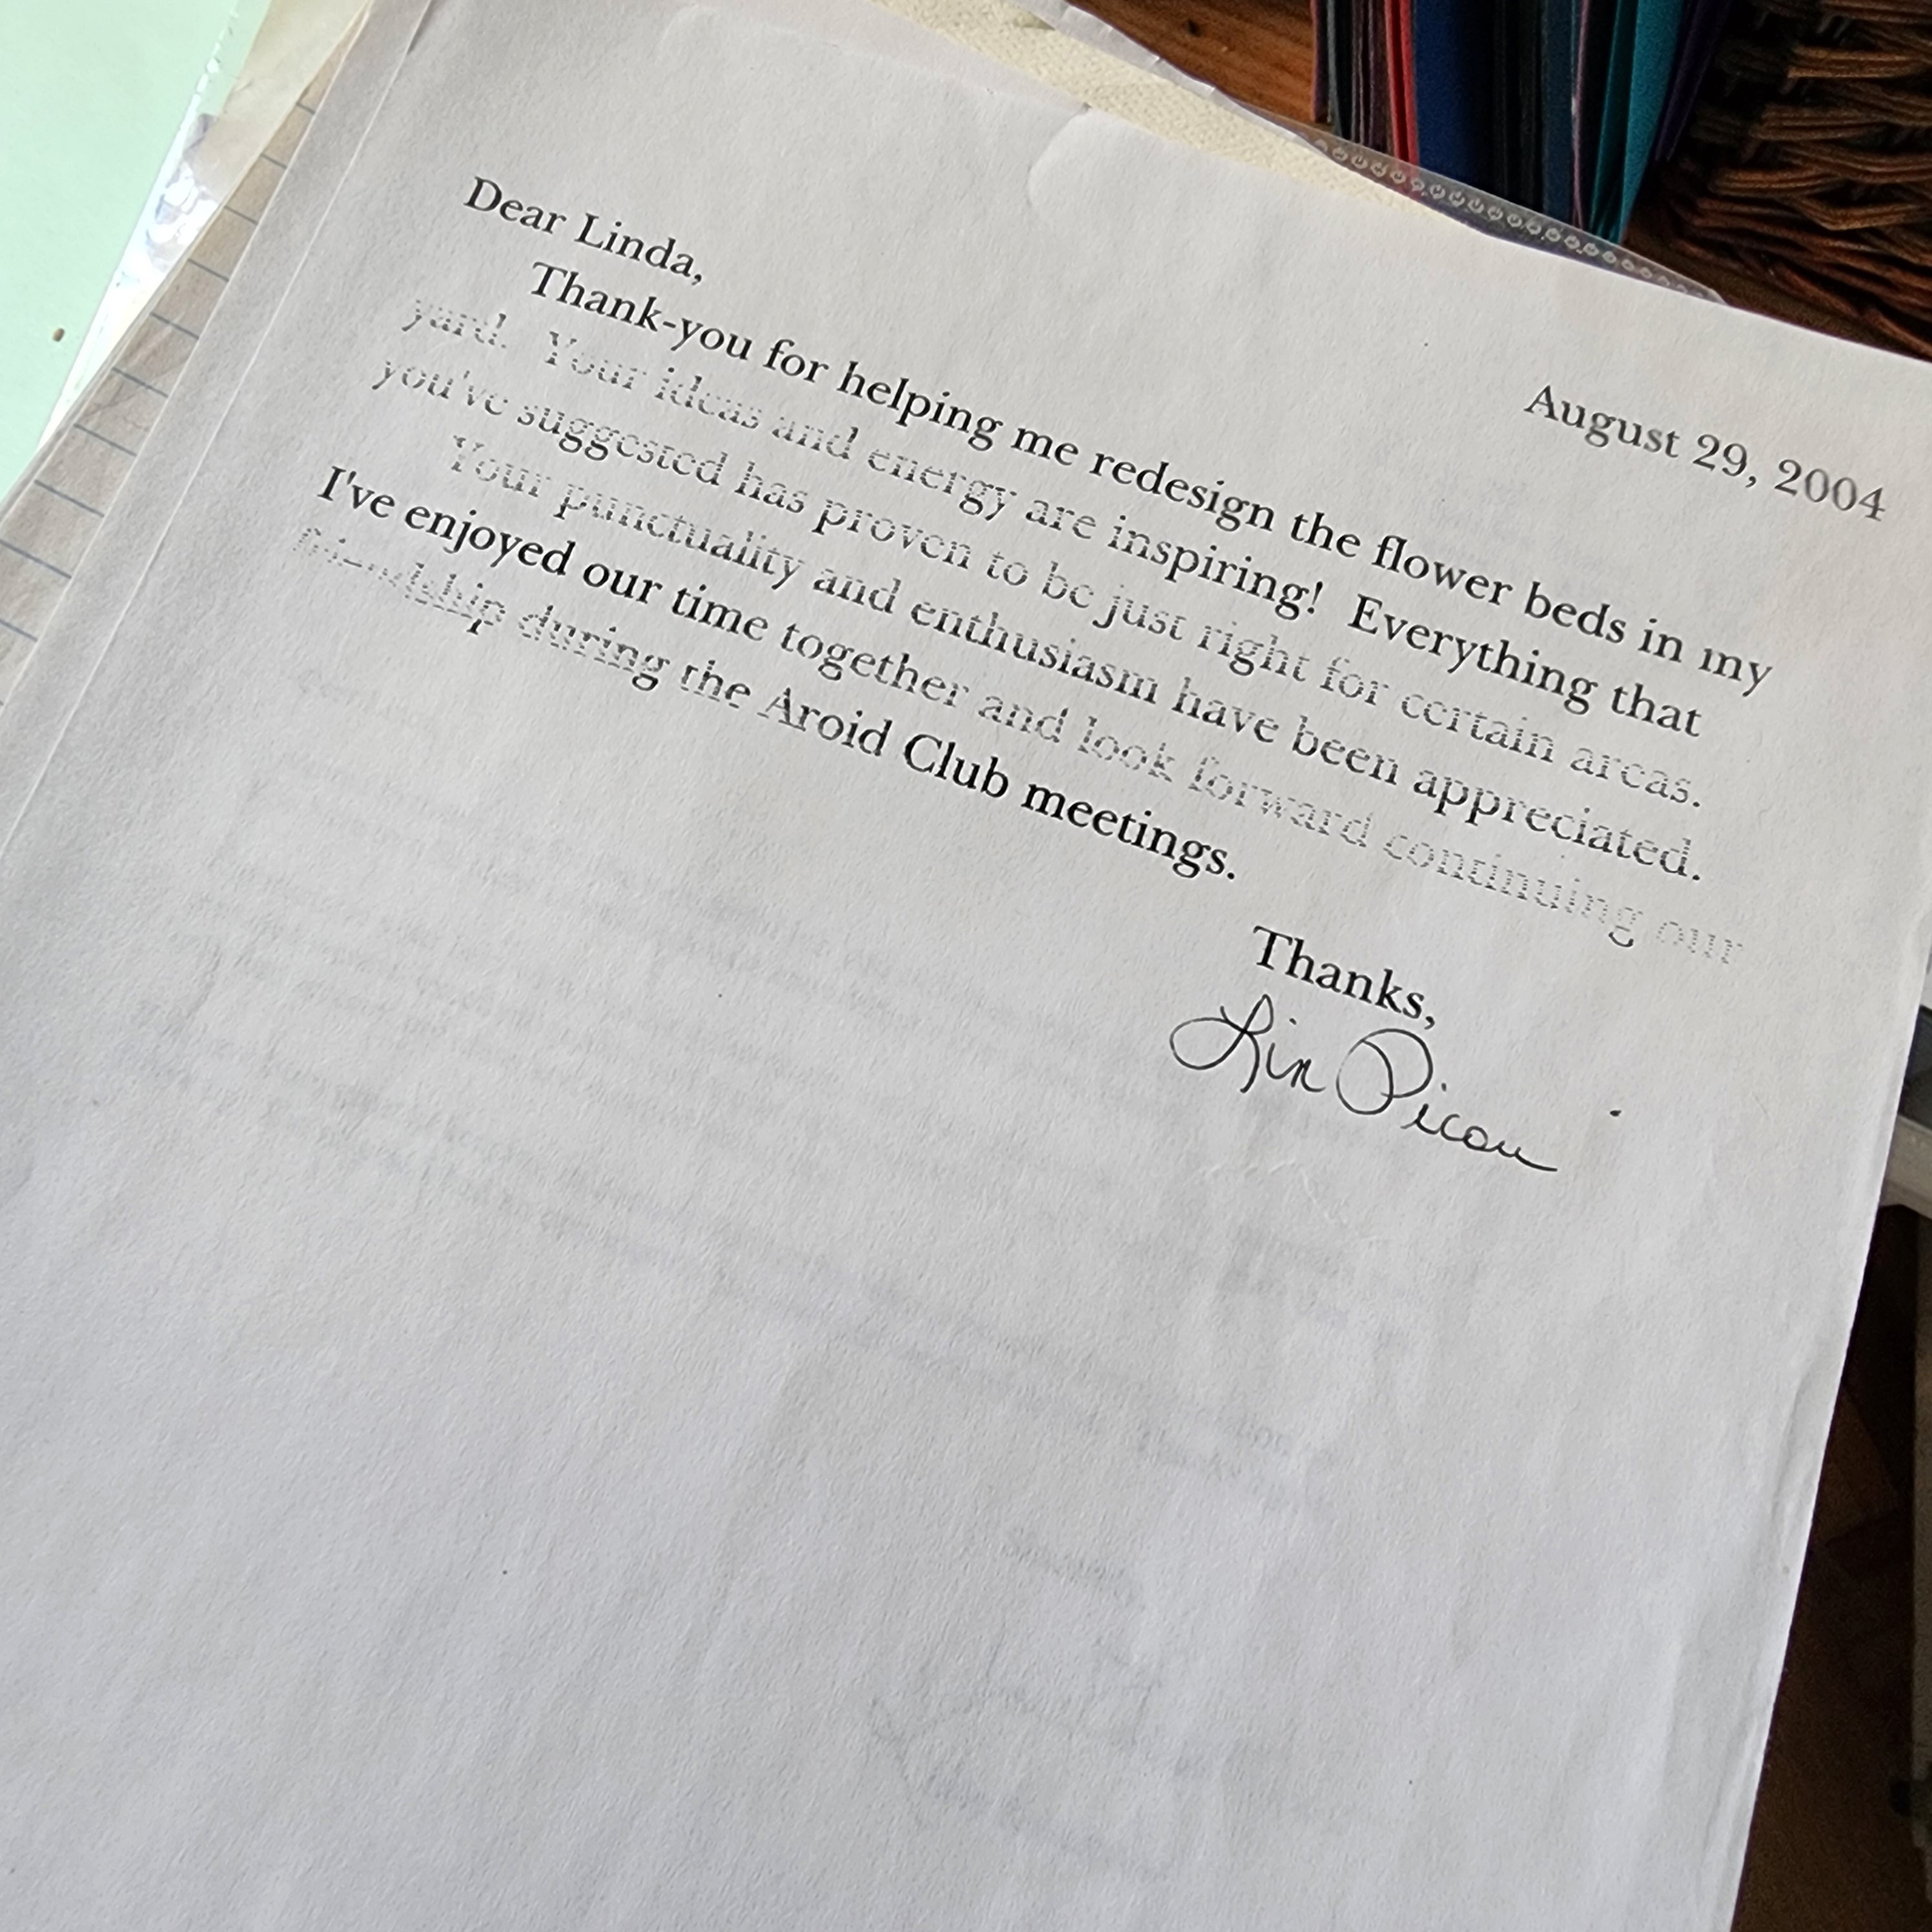 August 29, 2004
Dear Linda,
Thank-you for helping me redesign the flower beds in my
yard. Your ideas and energy are inspiring! Everything that
you've suggested has proven to be just right for certain areas.
Your punctuality and enthusiasm have been appreciated.
I've enjoyed our time together and look forward continuing our
friendship during the Aroid Club meetings.
Thanks,
Lin Picou